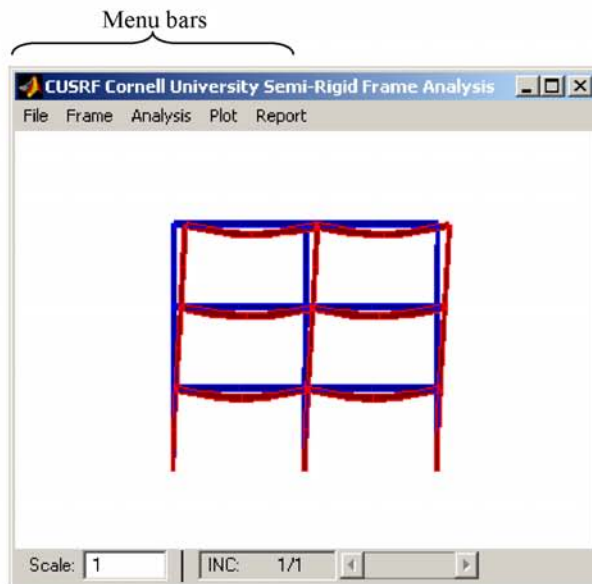 Menu bars
CUSRF Cornell University Semi-Rigid Frame Analysis
File Frame Analysis Plot Report
Scale: 1 INC: 1/1